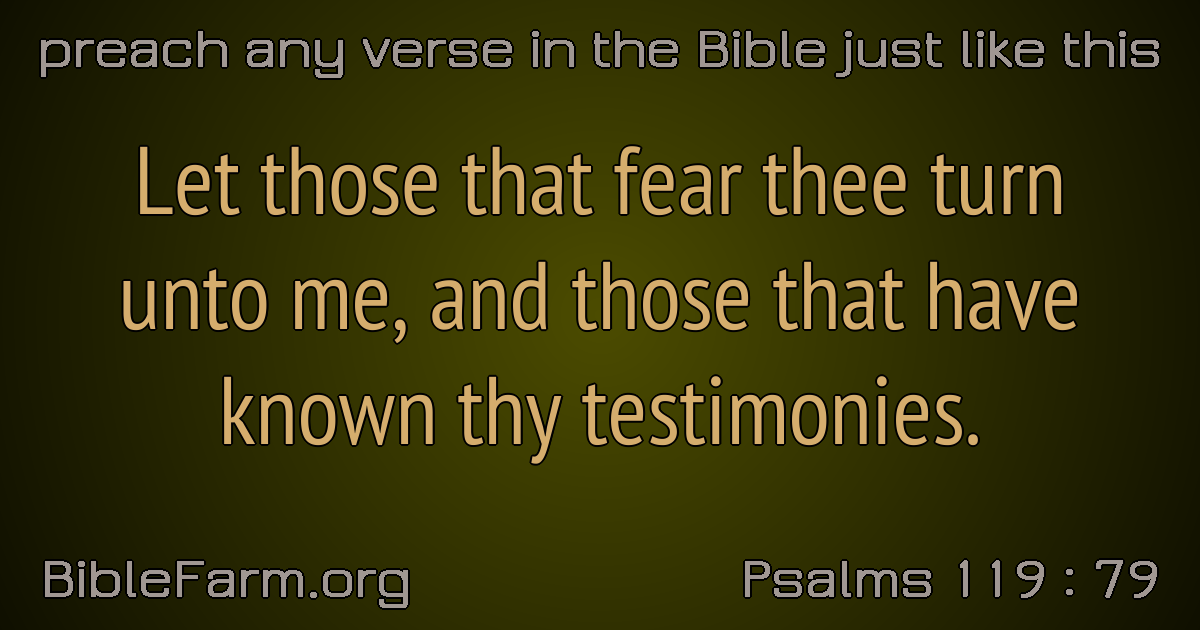 preach any verse in the Bible just like this
Let those that fear thee turn
unto me, and those that have
known thy testimonies.
BibleFarm.org
Psalms 119 : 79